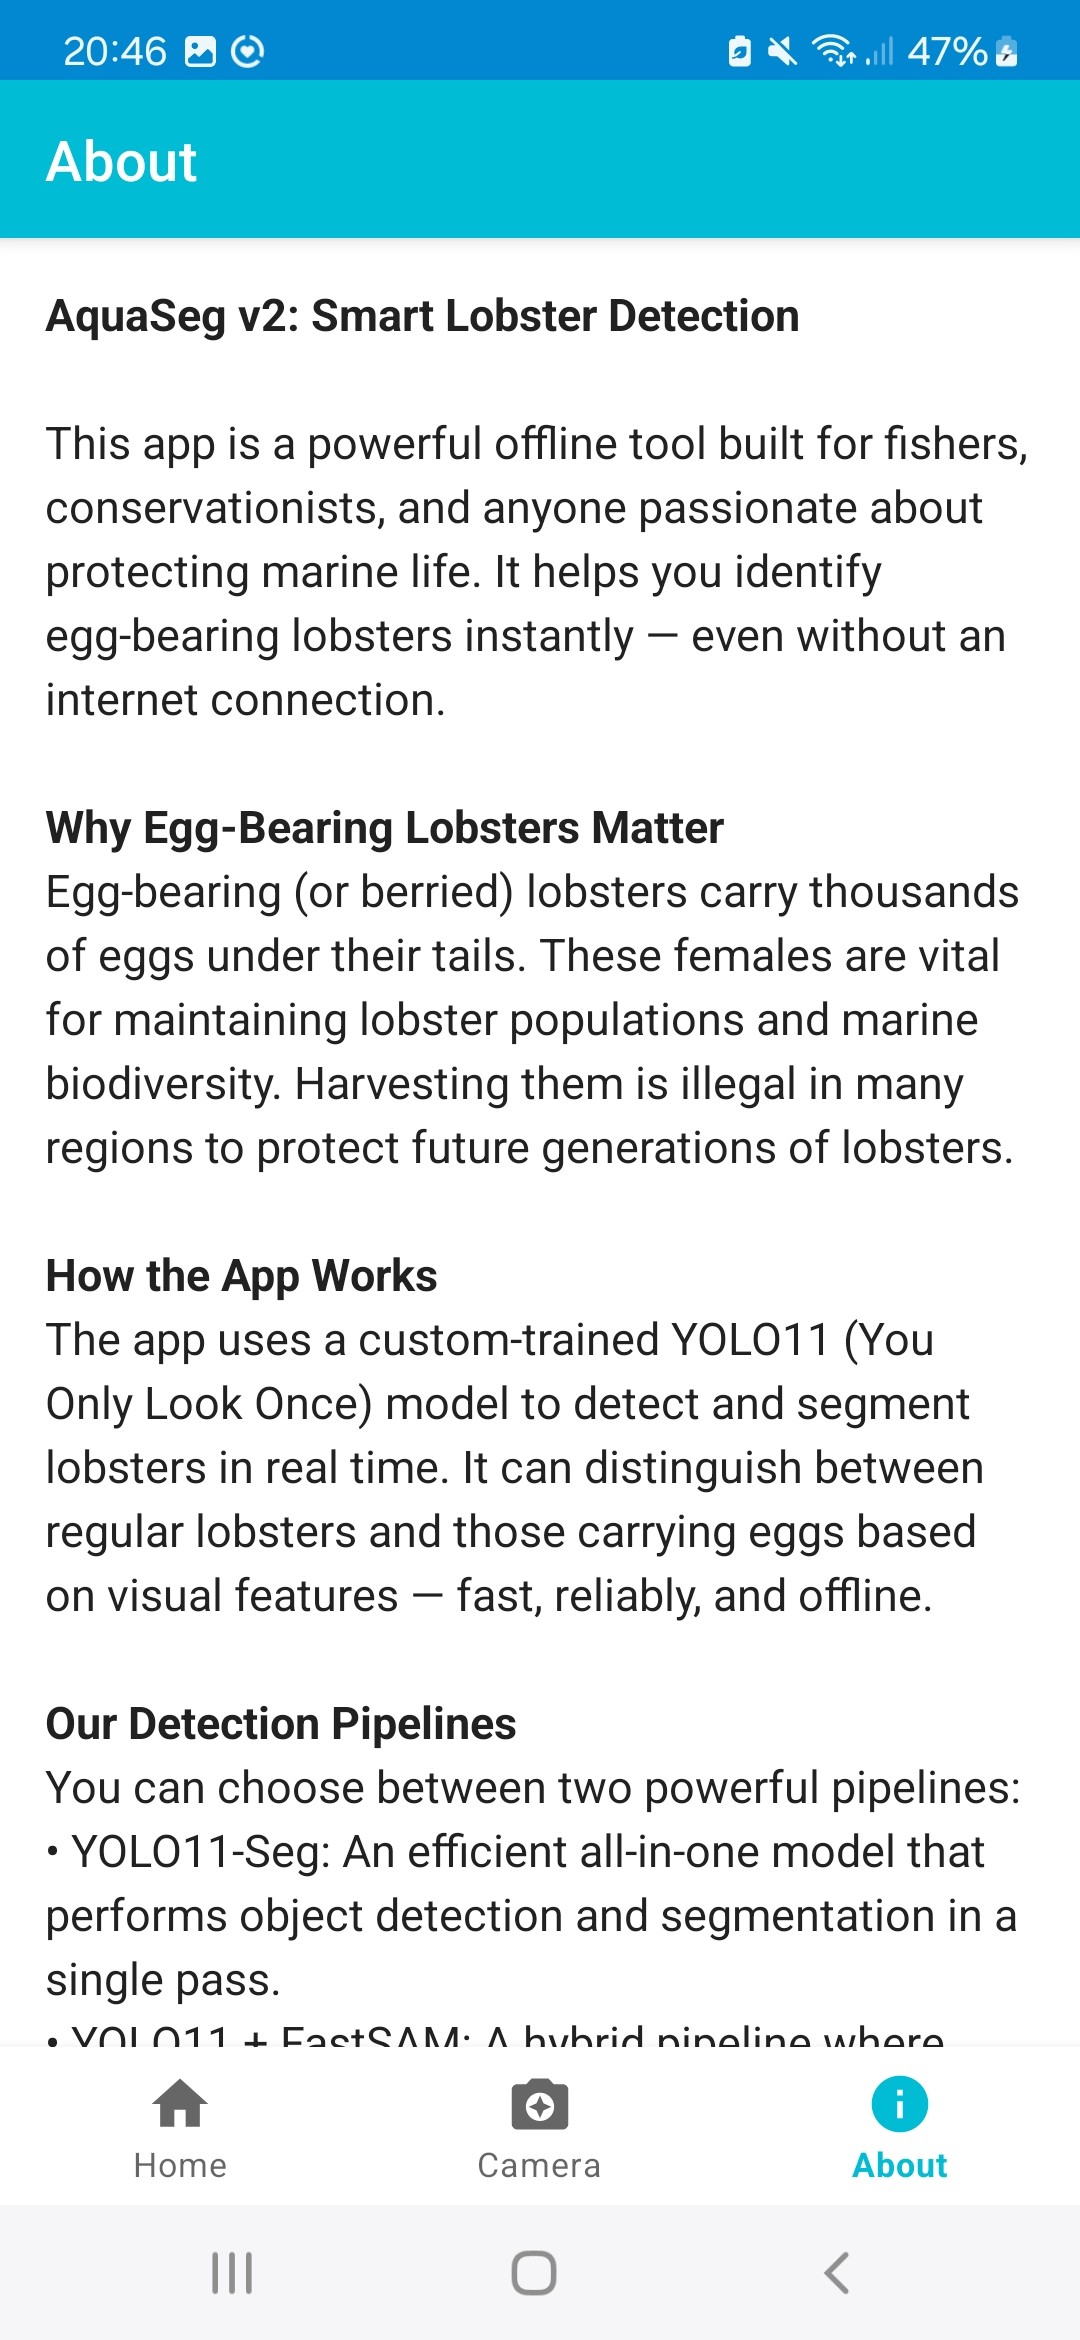 20:46 47%
About
AquaSeg v2: Smart Lobster Detection
This app is a powerful offline tool built for fishers,
conservationists, and anyone passionate about
protecting marine life. It helps you identify
egg-bearing lobsters instantly — even without an
internet connection.
Why Egg-Bearing Lobsters Matter
Egg-bearing (or berried) lobsters carry thousands
of eggs under their tails. These females are vital
for maintaining lobster populations and marine
biodiversity. Harvesting them is illegal in many
regions to protect future generations of lobsters.
How the App Works
The app uses a custom-trained YOLO11 (You
Only Look Once) model to detect and segment
lobsters in real time. It can distinguish between
regular lobsters and those carrying eggs based
on visual features — fast, reliably, and offline.
Our Detection Pipelines
You can choose between two powerful pipelines:
• YOLO11-Seg: An efficient all-in-one model that
performs object detection and segmentation in a
single pass.
• YOLO11 + FastSAM: A hybrid pipeline where
Home
Camera
About